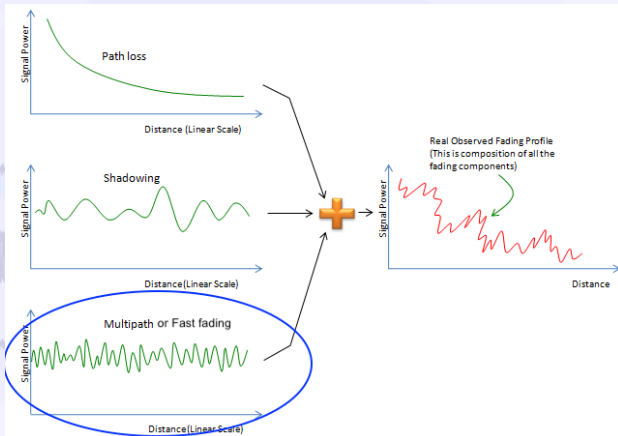 Signal Power
Path loss
Distance (Linear Scale)
Signal Power
Shadowing
Distance(Linear Scale)
Signal Power
Multipath or Fast fading
Distance(Linear Scale)
Real Observed Fading Profile
(This is composition of all the
fading components)
Signal Power
Distance